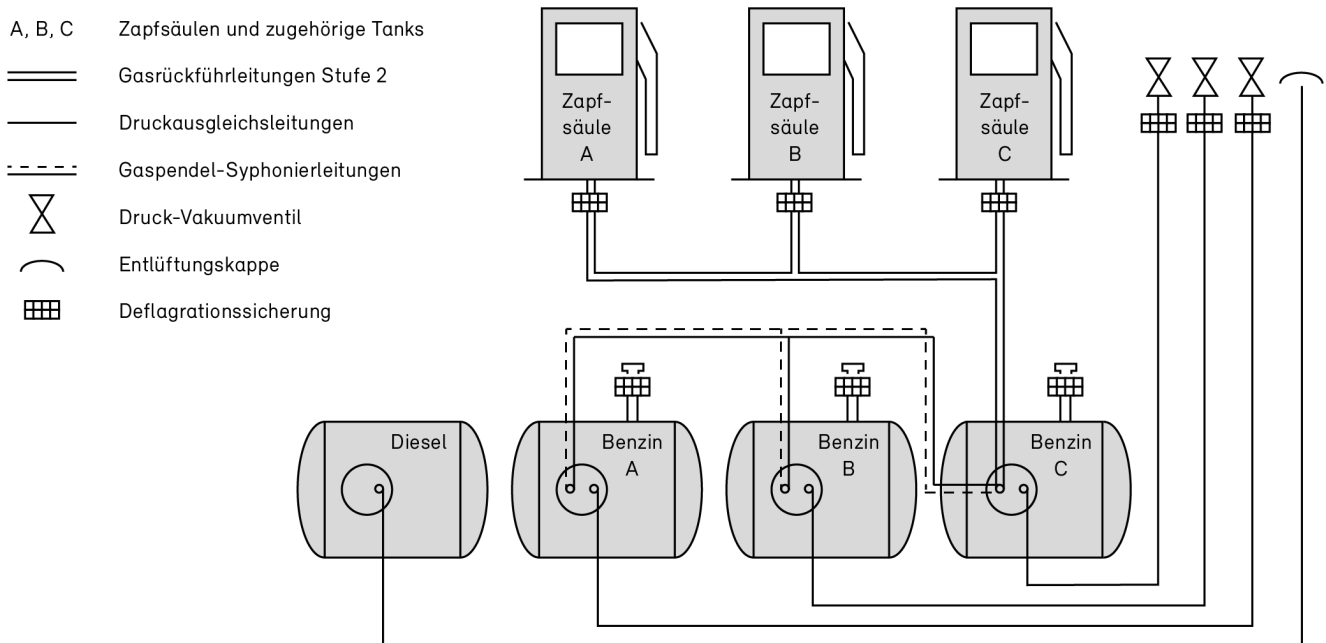 A, B, C Zapfsäulen und zugehörige Tanks
Gasrückführleitungen Stufe 2
Druckausgleichsleitungen
Gaspendel-Syphonierleitungen
Druck-Vakuumventil
Entlüftungskappe
Deflagrationssicherung
Zapf-
säule
A
Zapf-
säule
B
Zapf-
säule
C
Diesel
Benzin
A
Benzin
B
Benzin
C